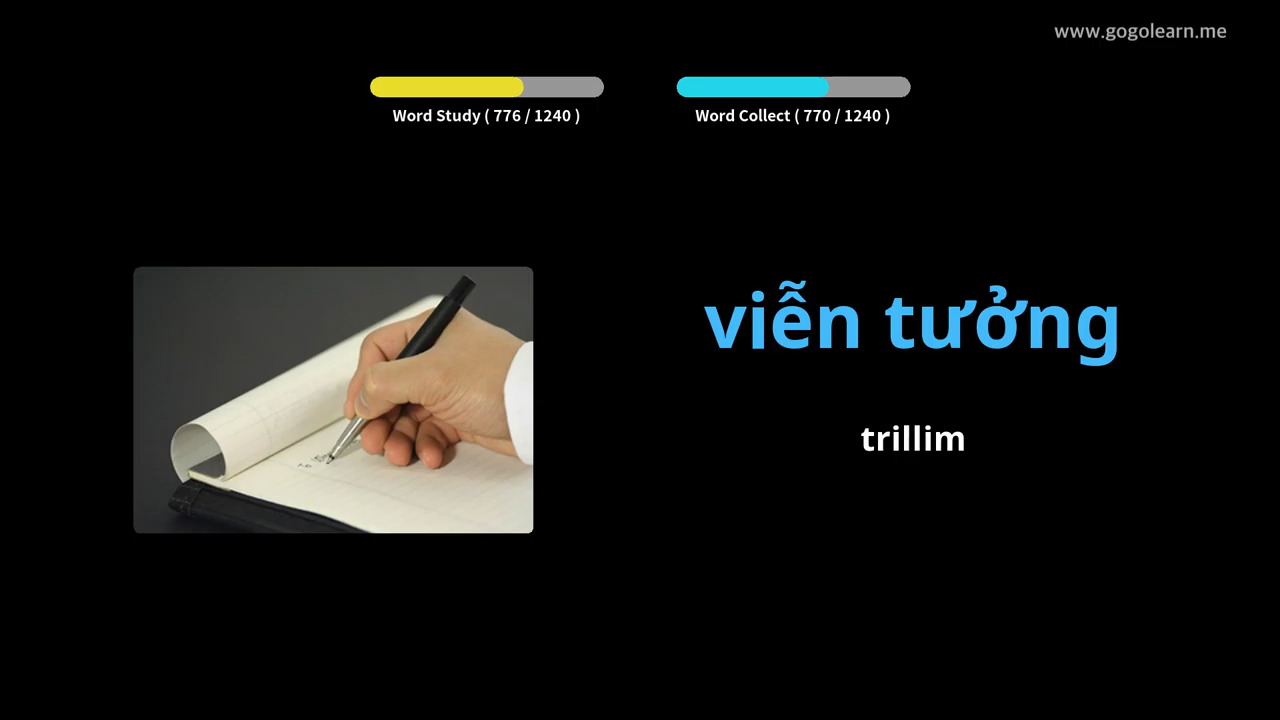 www.gogolearn.me
Word Study ( 776 / 1240 )
Word Collect ( 770 / 1240 )
viễn tưởng
trillim